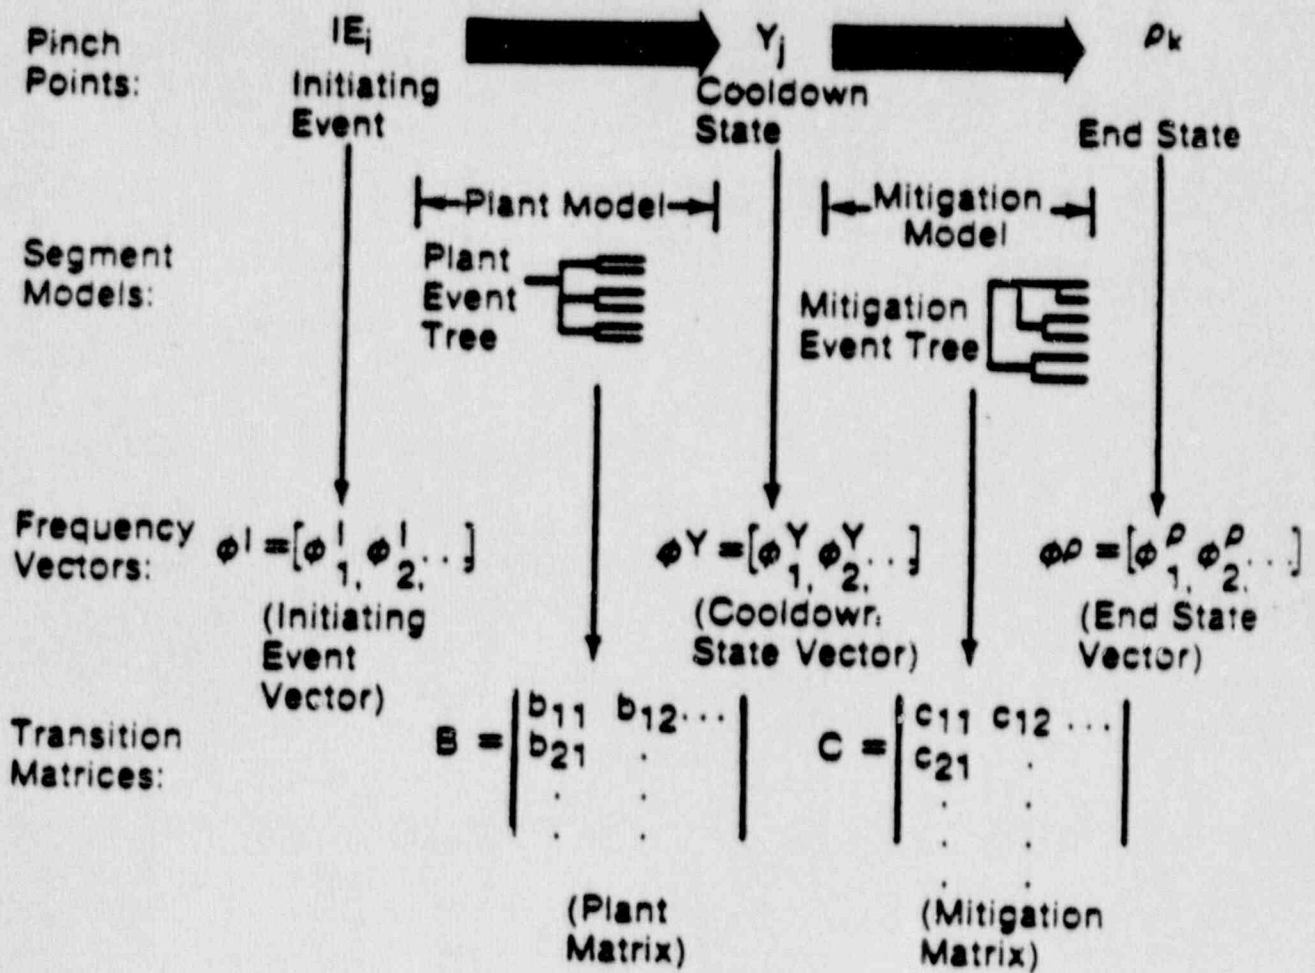 Pinch Points:
IEi
Initiating Event
Yj
Cooldown State
ρk
End State
Segment Models:
Plant Model
Plant Event Tree
Mitigation Model
Mitigation Event Tree
Frequency Vectors:
ϕI = [ϕI1, ϕI2, ...]
(Initiating Event Vector)
ϕY = [ϕY1, ϕY2, ...]
(Cooldown State Vector)
ϕρ = [ϕρ1, ϕρ2, ...]
(End State Vector)
Transition Matrices:
B = | b11 b12 ... |
b21 .
. .
. .
(Plant Matrix)
C = | c11 c12 ... |
c21 .
. .
. .
. .
(Mitigation Matrix)